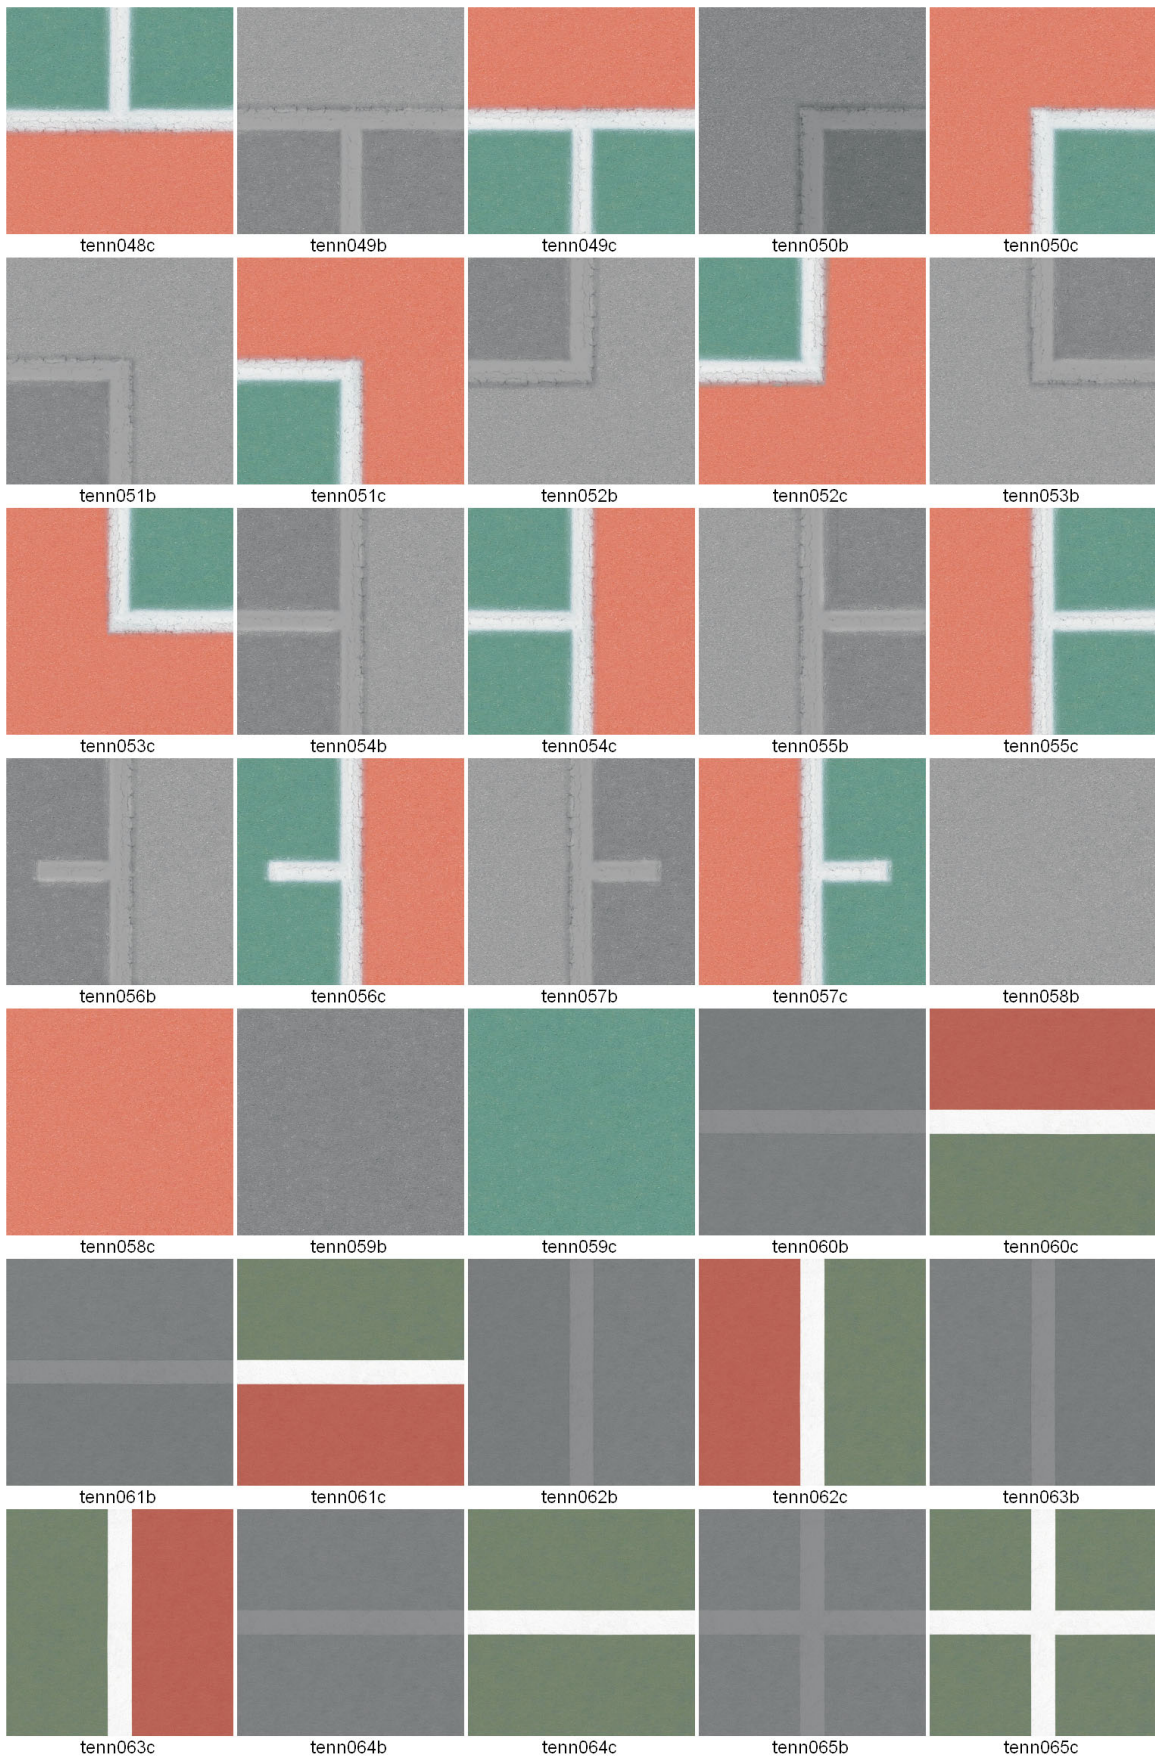 tenn048c tenn049b tenn049c tenn050b tenn050c
tenn051b tenn051c tenn052b tenn052c tenn053b
tenn053c tenn054b tenn054c tenn055b tenn055c
tenn056b tenn056c tenn057b tenn057c tenn058b
tenn058c tenn059b tenn059c tenn060b tenn060c
tenn061b tenn061c tenn062b tenn062c tenn063b
tenn063c tenn064b tenn064c tenn065b tenn065c